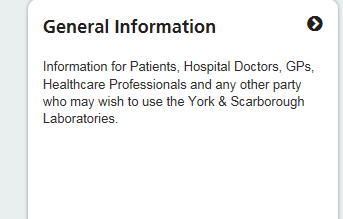 General Information
Information for Patients, Hospital Doctors, GPs,
Healthcare Professionals and any other party
who may wish to use the York & Scarborough
Laboratories.